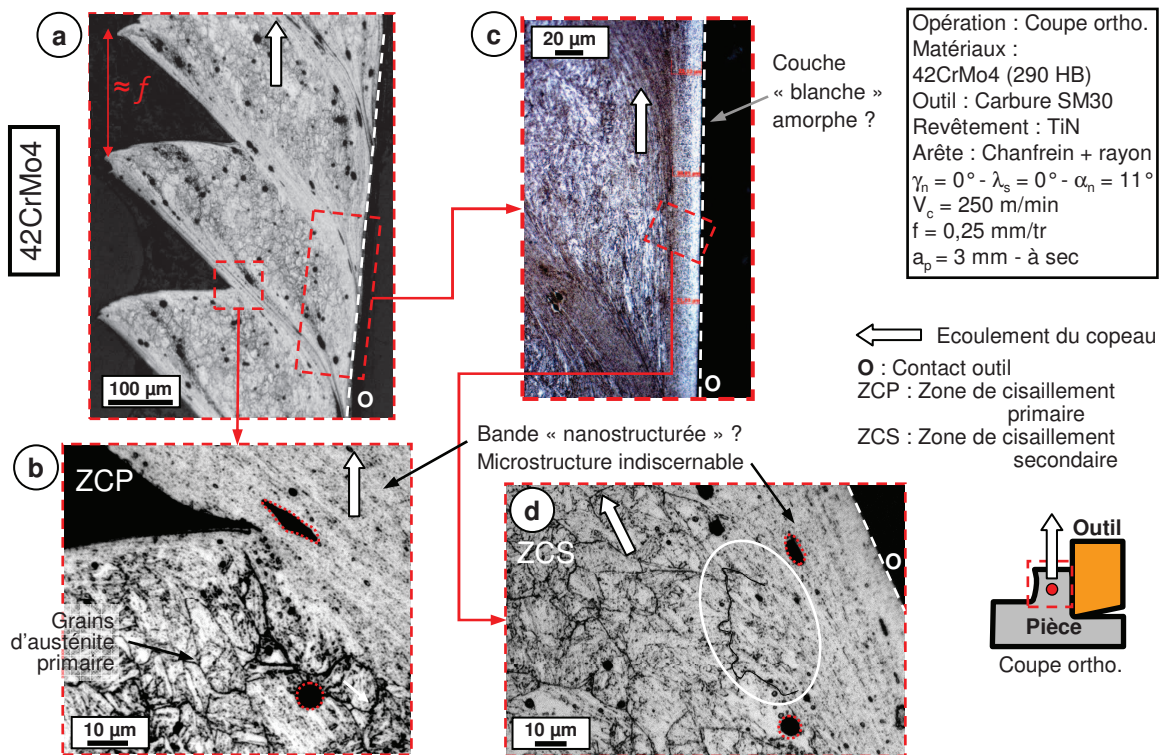 42CrMo4
a
≈ f
100 µm
O
c
20 µm
O
Couche
« blanche »
amorphe ?
Opération : Coupe ortho.
Matériaux :
42CrMo4 (290 HB)
Outil : Carbure SM30
Revêtement : TiN
Arête : Chanfrein + rayon
γn = 0° - λs = 0° - αn = 11°
Vc = 250 m/min
f = 0,25 mm/tr
ap = 3 mm - à sec
Ecoulement du copeau
O : Contact outil
ZCP : Zone de cisaillement
primaire
ZCS : Zone de cisaillement
secondaire
b
ZCP
Grains
d'austénite
primaire
10 µm
Bande « nanostructurée » ?
Microstructure indiscernable
d
ZCS
O
10 µm
Outil
Pièce
Coupe ortho.